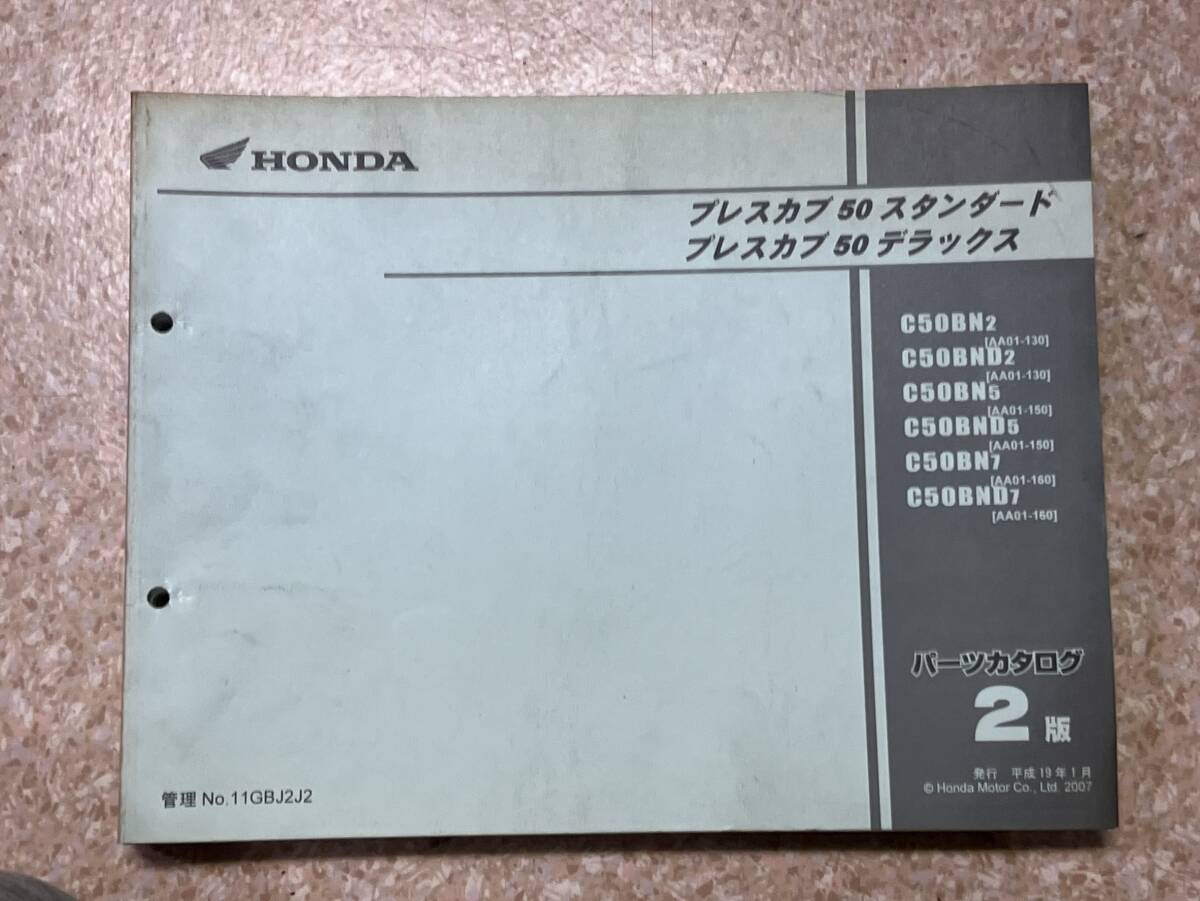 HONDA
プレスカブ 50 スタンダード
プレスカブ 50 デラックス
C50BN2
[AA01-130]
C50BND2
[AA01-130]
C50BN5
[AA01-150]
C50BND5
[AA01-150]
C50BN7
[AA01-160]
C50BND7
[AA01-160]
パーツカタログ
2版
発行 平成19年1月
© Honda Motor Co., Ltd. 2007
管理 No.11GBJ2J2